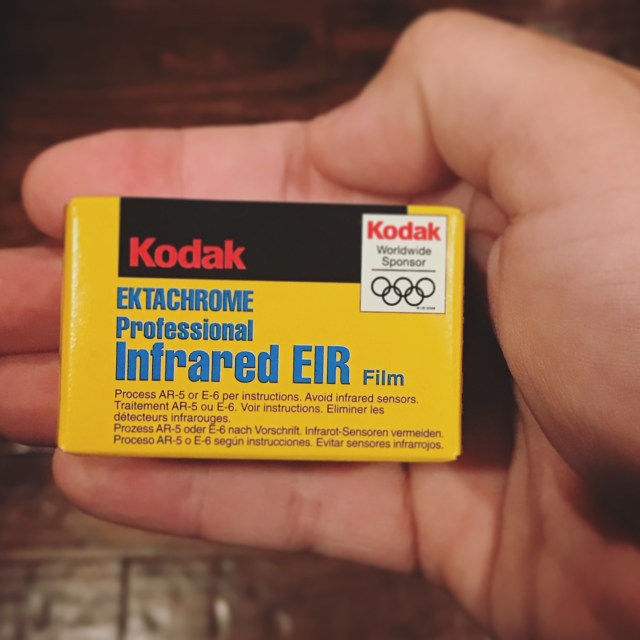 Kodak
Kodak
Worldwide
Sponsor
EKTACHROME
Professional
Infrared EIR Film
Process AR-5 or E-6 per instructions. Avoid infrared sensors.
Traitement AR-5 ou E-6. Voir instructions. Eliminer les
détecteurs infrarouges.
Prozess AR-5 oder E-6 nach Vorschrift. Infrarot-Sensoren vermeiden.
Proceso AR-5 o E-6 según instrucciones. Evitar sensores infrarrojos.